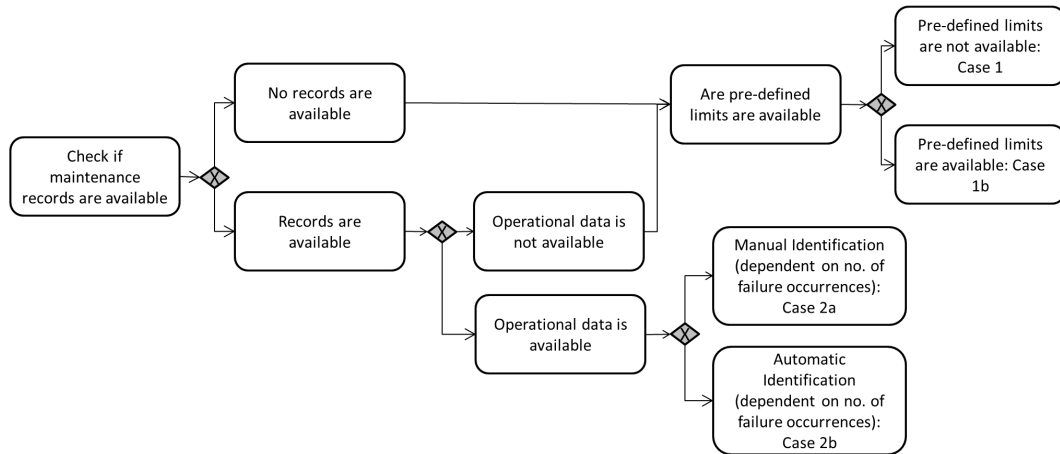 Check if
maintenance
records are available
No records are
available
Records are
available
Operational data is
not available
Operational data is
available
Are pre-defined
limits are available
Pre-defined limits
are not available:
Case 1
Pre-defined limits
are available: Case
1b
Manual Identification
(dependent on no. of
failure occurrences):
Case 2a
Automatic
Identification
(dependent on no. of
failure occurrences):
Case 2b